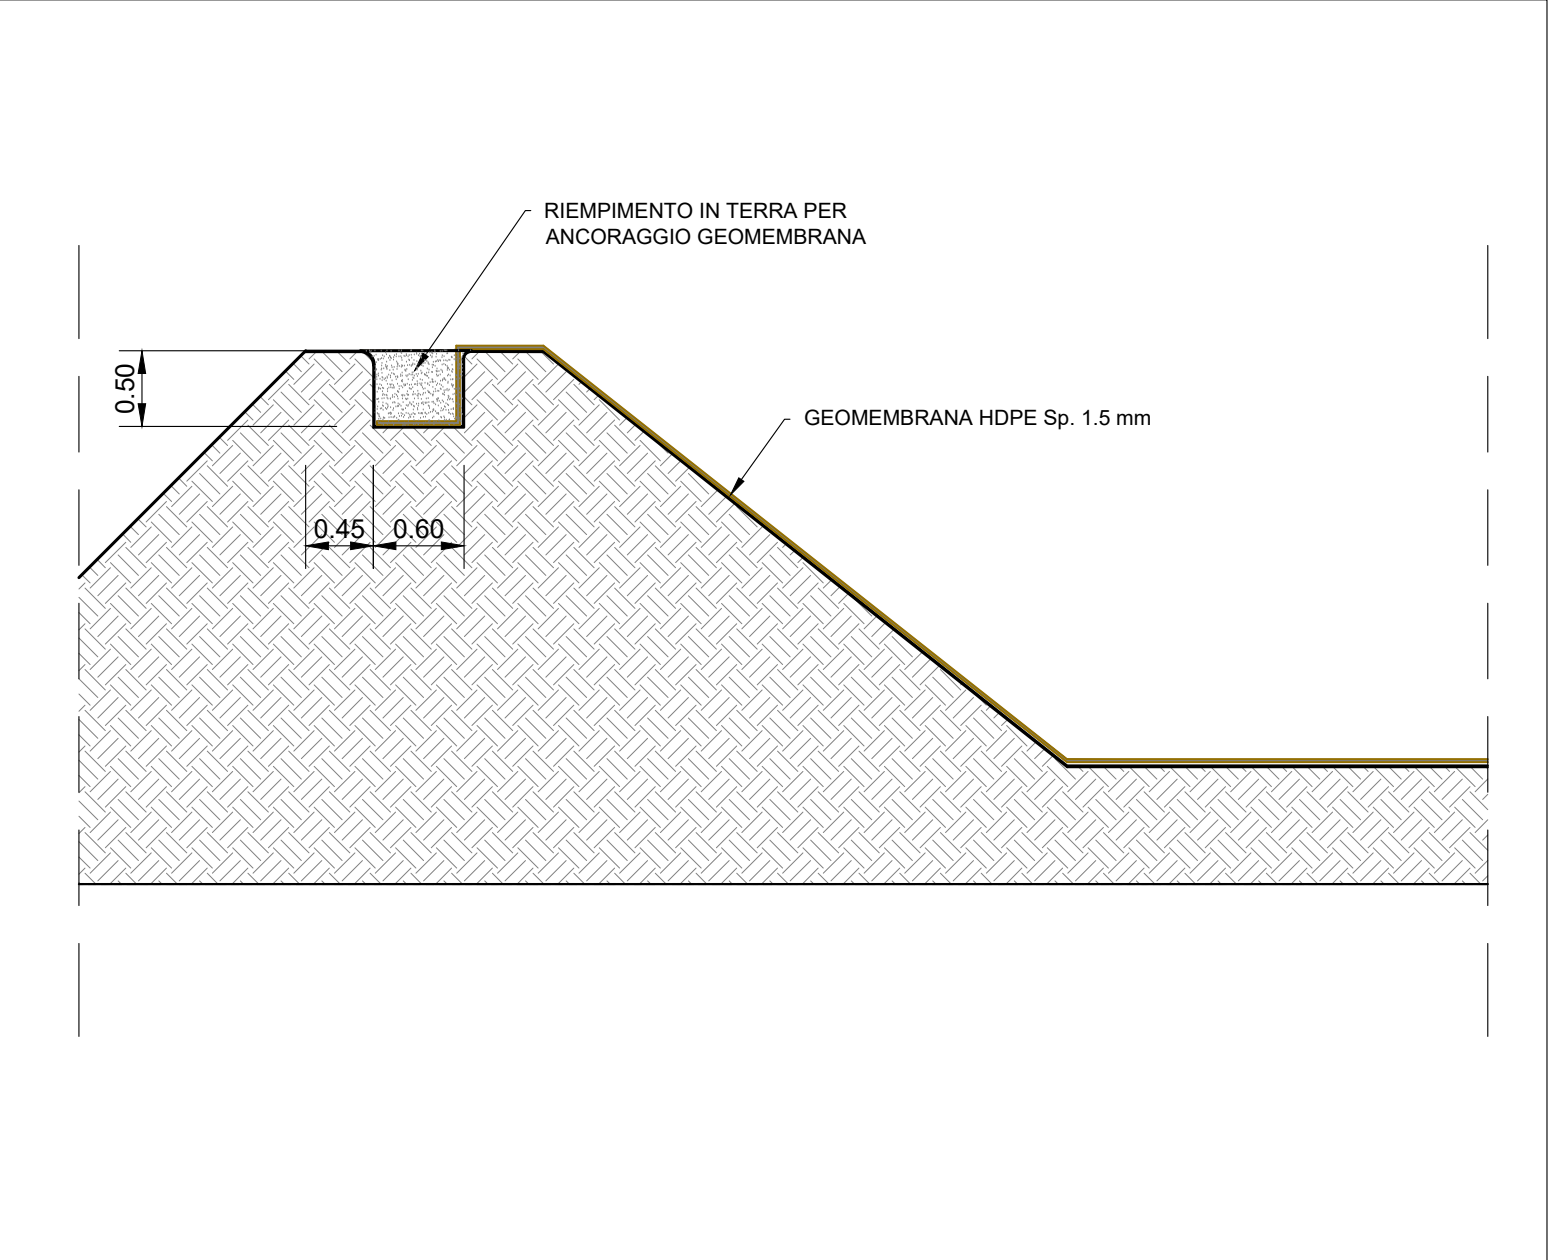 RIEMPIMENTO IN TERRA PER
ANCORAGGIO GEOMEMBRANA
0.50
GEOMEMBRANA HDPE Sp. 1.5 mm
0.45
0.60